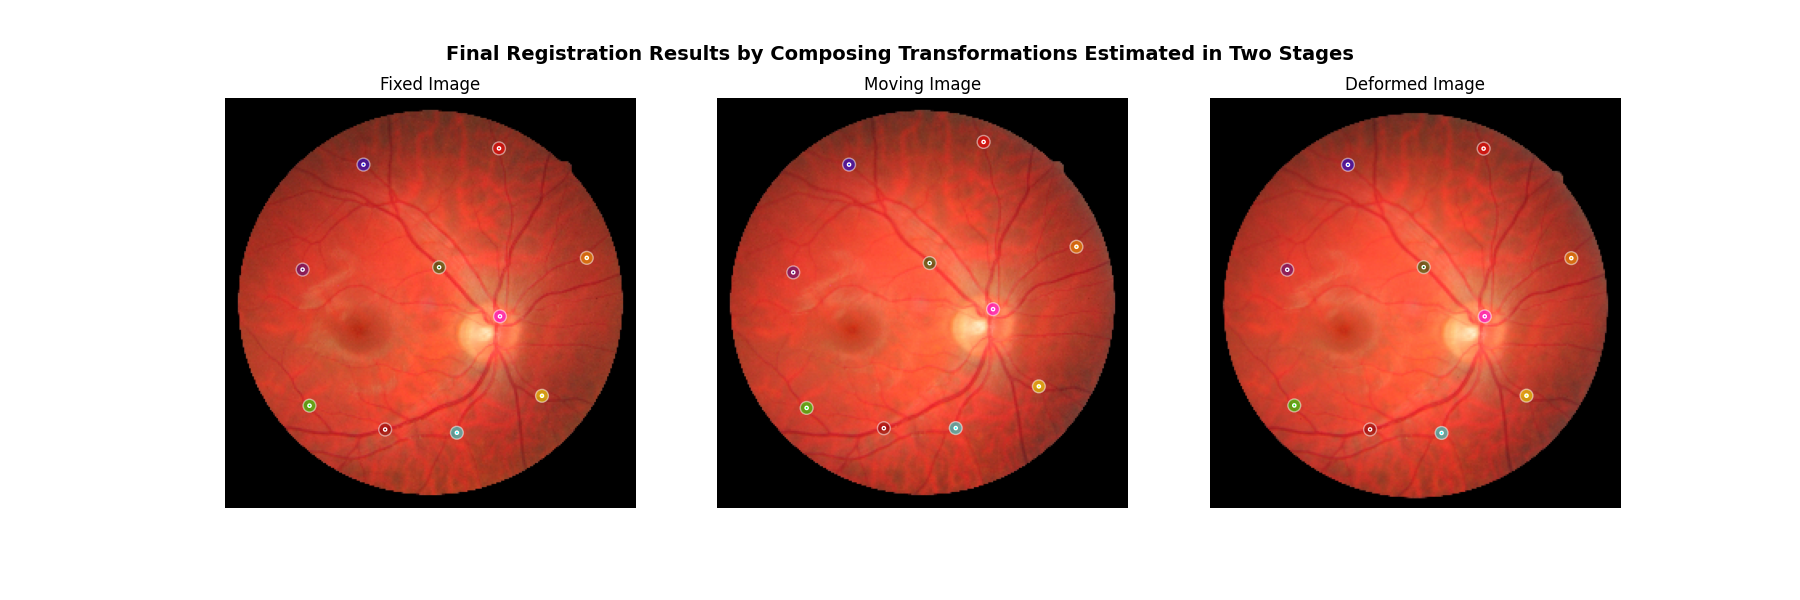 Final Registration Results by Composing Transformations Estimated in Two Stages
Fixed Image
Moving Image
Deformed Image